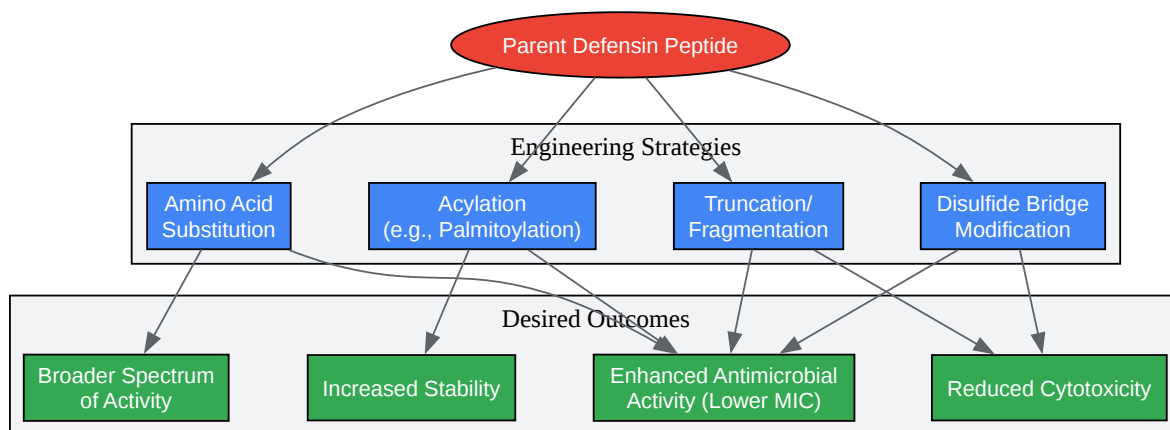 Parent Defensin Peptide
Engineering Strategies
Amino Acid
Substitution
Acylation
(e.g., Palmitoylation)
Truncation/
Fragmentation
Disulfide Bridge
Modification
Desired Outcomes
Broader Spectrum
of Activity
Increased Stability
Enhanced Antimicrobial
Activity (Lower MIC)
Reduced Cytotoxicity